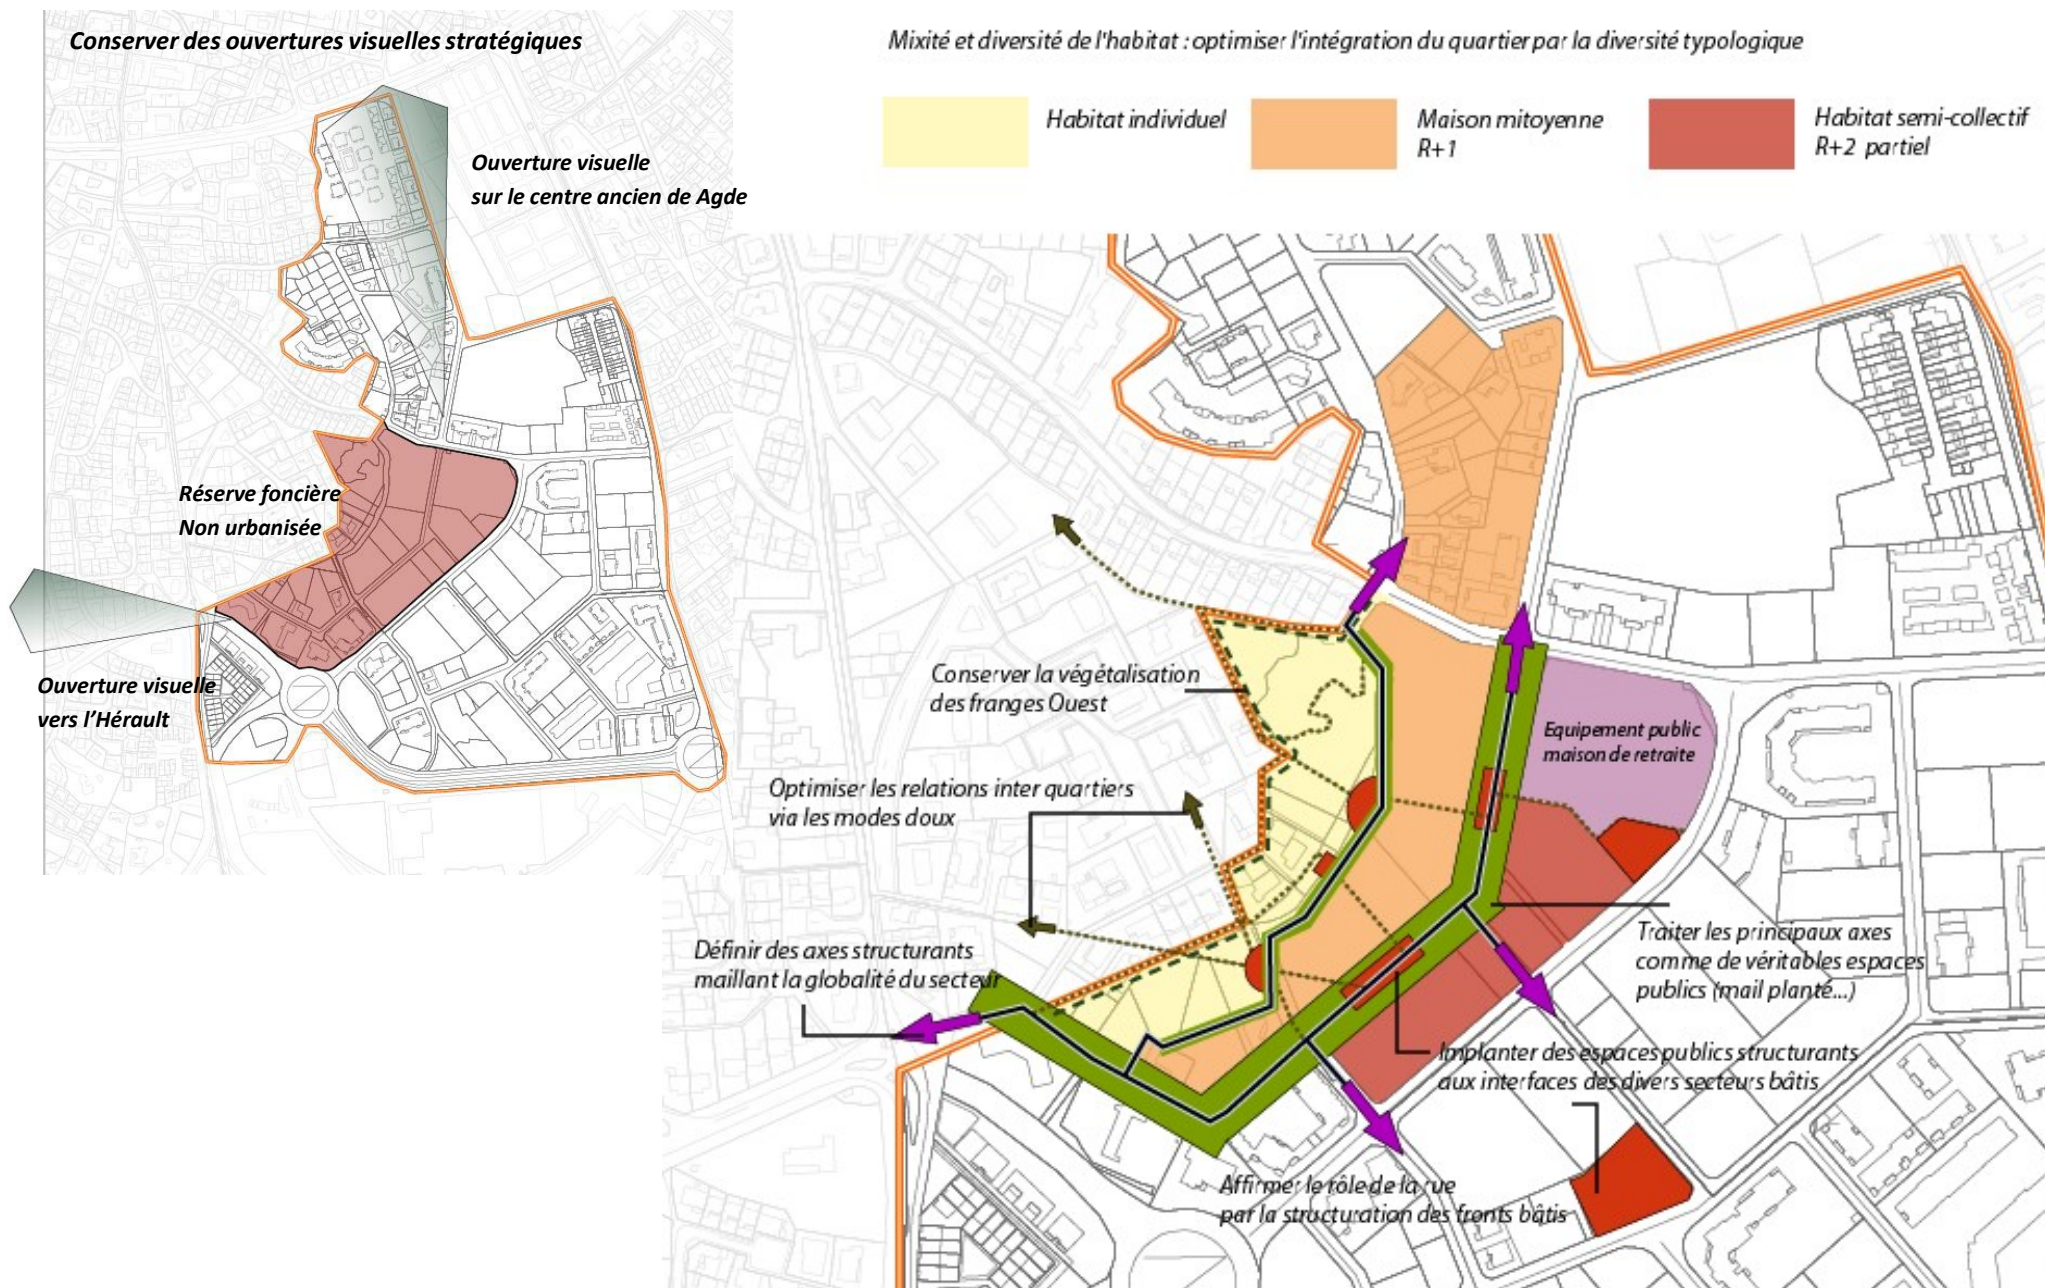 Conserver des ouvertures visuelles stratégiques
Ouverture visuelle
sur le centre ancien de Agde
Réserve foncière
Non urbanisée
Ouverture visuelle
vers l’Hérault
Mixité et diversité de l'habitat : optimiser l'intégration du quartier par la diversité typologique
Habitat individuel
Maison mitoyenne
R+1
Habitat semi-collectif
R+2 partiel
Conserver la végétalisation
des franges Ouest
Equipement public
maison de retraite
Optimiser les relations inter quartiers
via les modes doux
Définir des axes structurants
maillant la globalité du secteur
Traiter les principaux axes
comme de véritables espaces
publics (mail planté...)
Implanter des espaces publics structurants
aux interfaces des divers secteurs bâtis
Affirmer le rôle de la rue
par la structuration des fronts bâtis